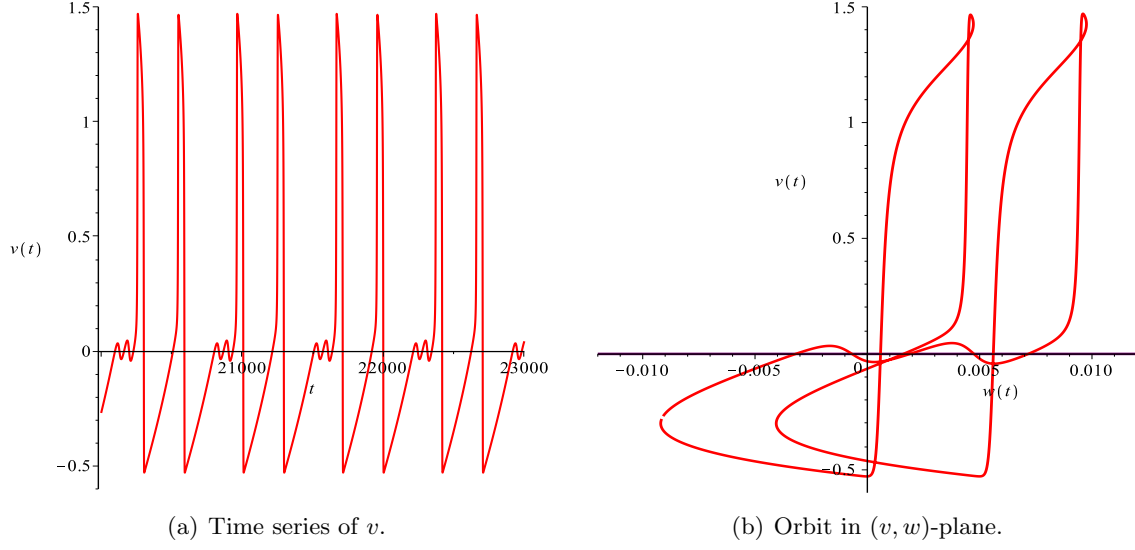 1.5
1
v(t)
0.5
0
21000
22000
23000
t
−0.5
(a) Time series of v.
1.5
1
v(t)
0.5
−0.010
−0.005
0
0.005
0.010
w(t)
−0.5
(b) Orbit in (v, w)-plane.